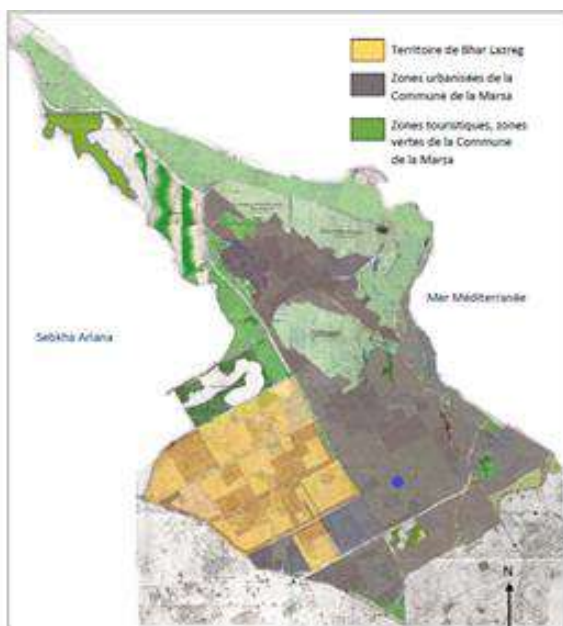 Territoire de Bhar Lazreg
Zones urbanisées de la
Commune de la Marsa
Zones touristiques, zones
vertes de la Commune
de la Marsa
Mer Méditerranée
Sebkha Ariana
N